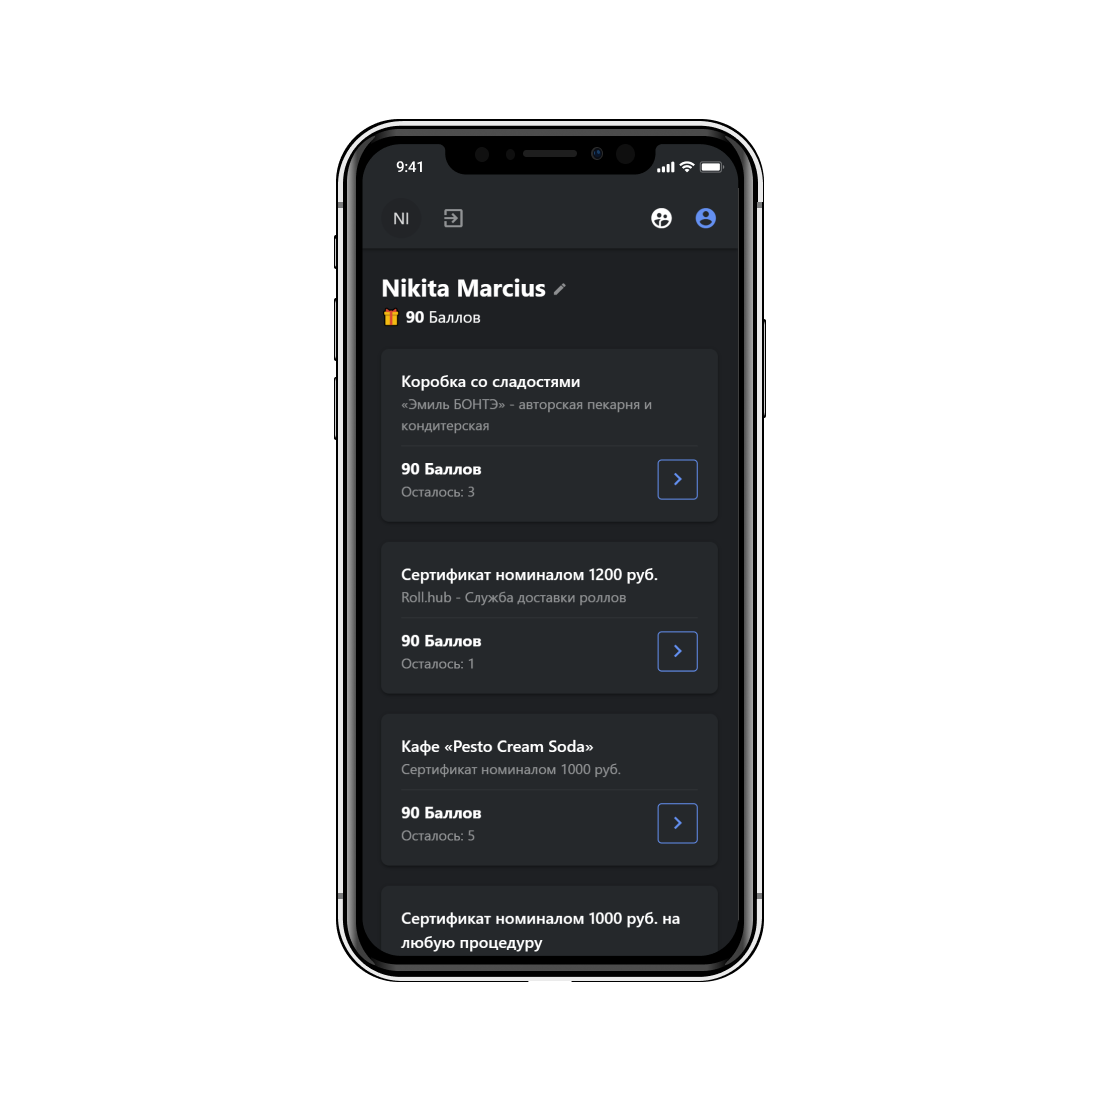 9:41
NI
Nikita Marcius
90 Баллов
Коробка со сладостями
«Эмиль БОНТЭ» - авторская пекарня и
кондитерская
90 Баллов
Осталось: 3
Сертификат номиналом 1200 руб.
Roll.hub - Служба доставки роллов
90 Баллов
Осталось: 1
Кафе «Pesto Cream Soda»
Сертификат номиналом 1000 руб.
90 Баллов
Осталось: 5
Сертификат номиналом 1000 руб. на
любую процедуру